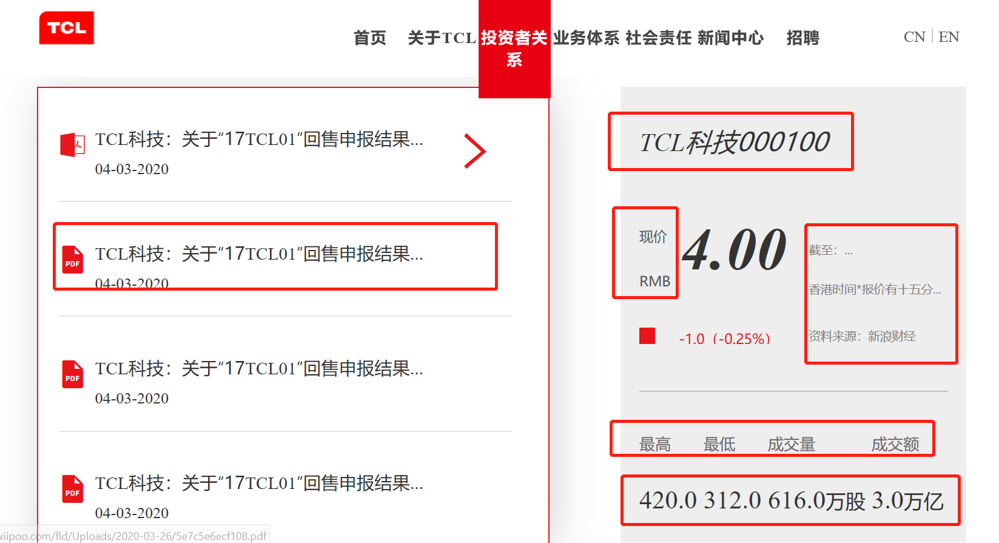 TCL
首页 关于TCL 投资者关系 业务体系 社会责任 新闻中心 招聘 CN EN
TCL科技：关于“17TCL01”回售申报结果...
04-03-2020
PDF
TCL科技：关于“17TCL01”回售申报结果...
04-03-2020
PDF
TCL科技：关于“17TCL01”回售申报结果...
04-03-2020
PDF
TCL科技：关于“17TCL01”回售申报结果...
04-03-2020
TCL科技000100
现价
RMB
4.00
截至：...
香港时间*报价有十五分...
资料来源：新浪财经
-1.0（-0.25%）
最高 最低 成交量 成交额
420.0 312.0 616.0万股 3.0万亿
wiipoo.com/fld/Uploads/2020-03-26/5e7c5e6ecf108.pdf